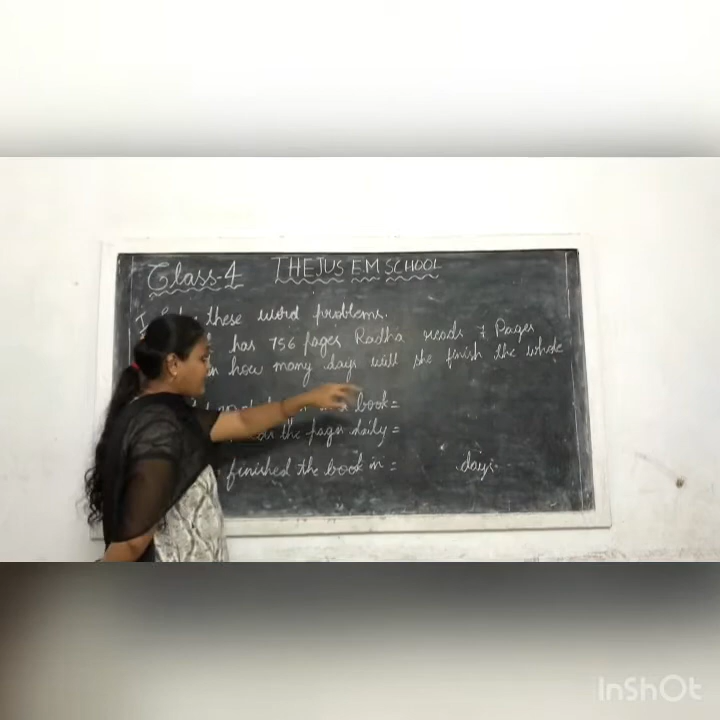 Class-4 THEJUS EM SCHOOL
I these word problems.
has 756 pages Radha reads 7 Pages
how many days will she finish the whole
book=
the pages daily =
finished the book in = days.
InShOt